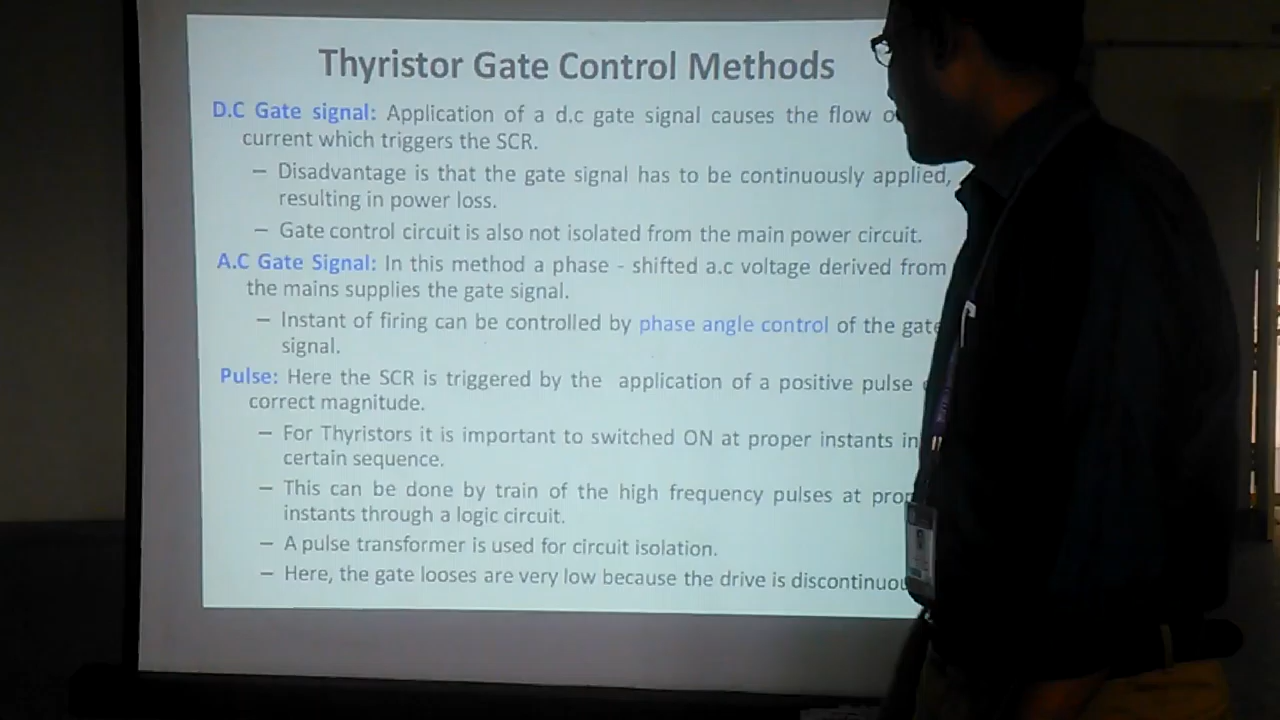 Thyristor Gate Control Methods
D.C Gate signal: Application of a d.c gate signal causes the flow
current which triggers the SCR.
– Disadvantage is that the gate signal has to be continuously applied,
resulting in power loss.
– Gate control circuit is also not isolated from the main power circuit.
A.C Gate Signal: In this method a phase - shifted a.c voltage derived from
the mains supplies the gate signal.
– Instant of firing can be controlled by phase angle control of the gate
signal.
Pulse: Here the SCR is triggered by the application of a positive pulse
correct magnitude.
– For Thyristors it is important to switched ON at proper instants in
certain sequence.
– This can be done by train of the high frequency pulses at
instants through a logic circuit.
– A pulse transformer is used for circuit isolation.
– Here, the gate looses are very low because the drive is